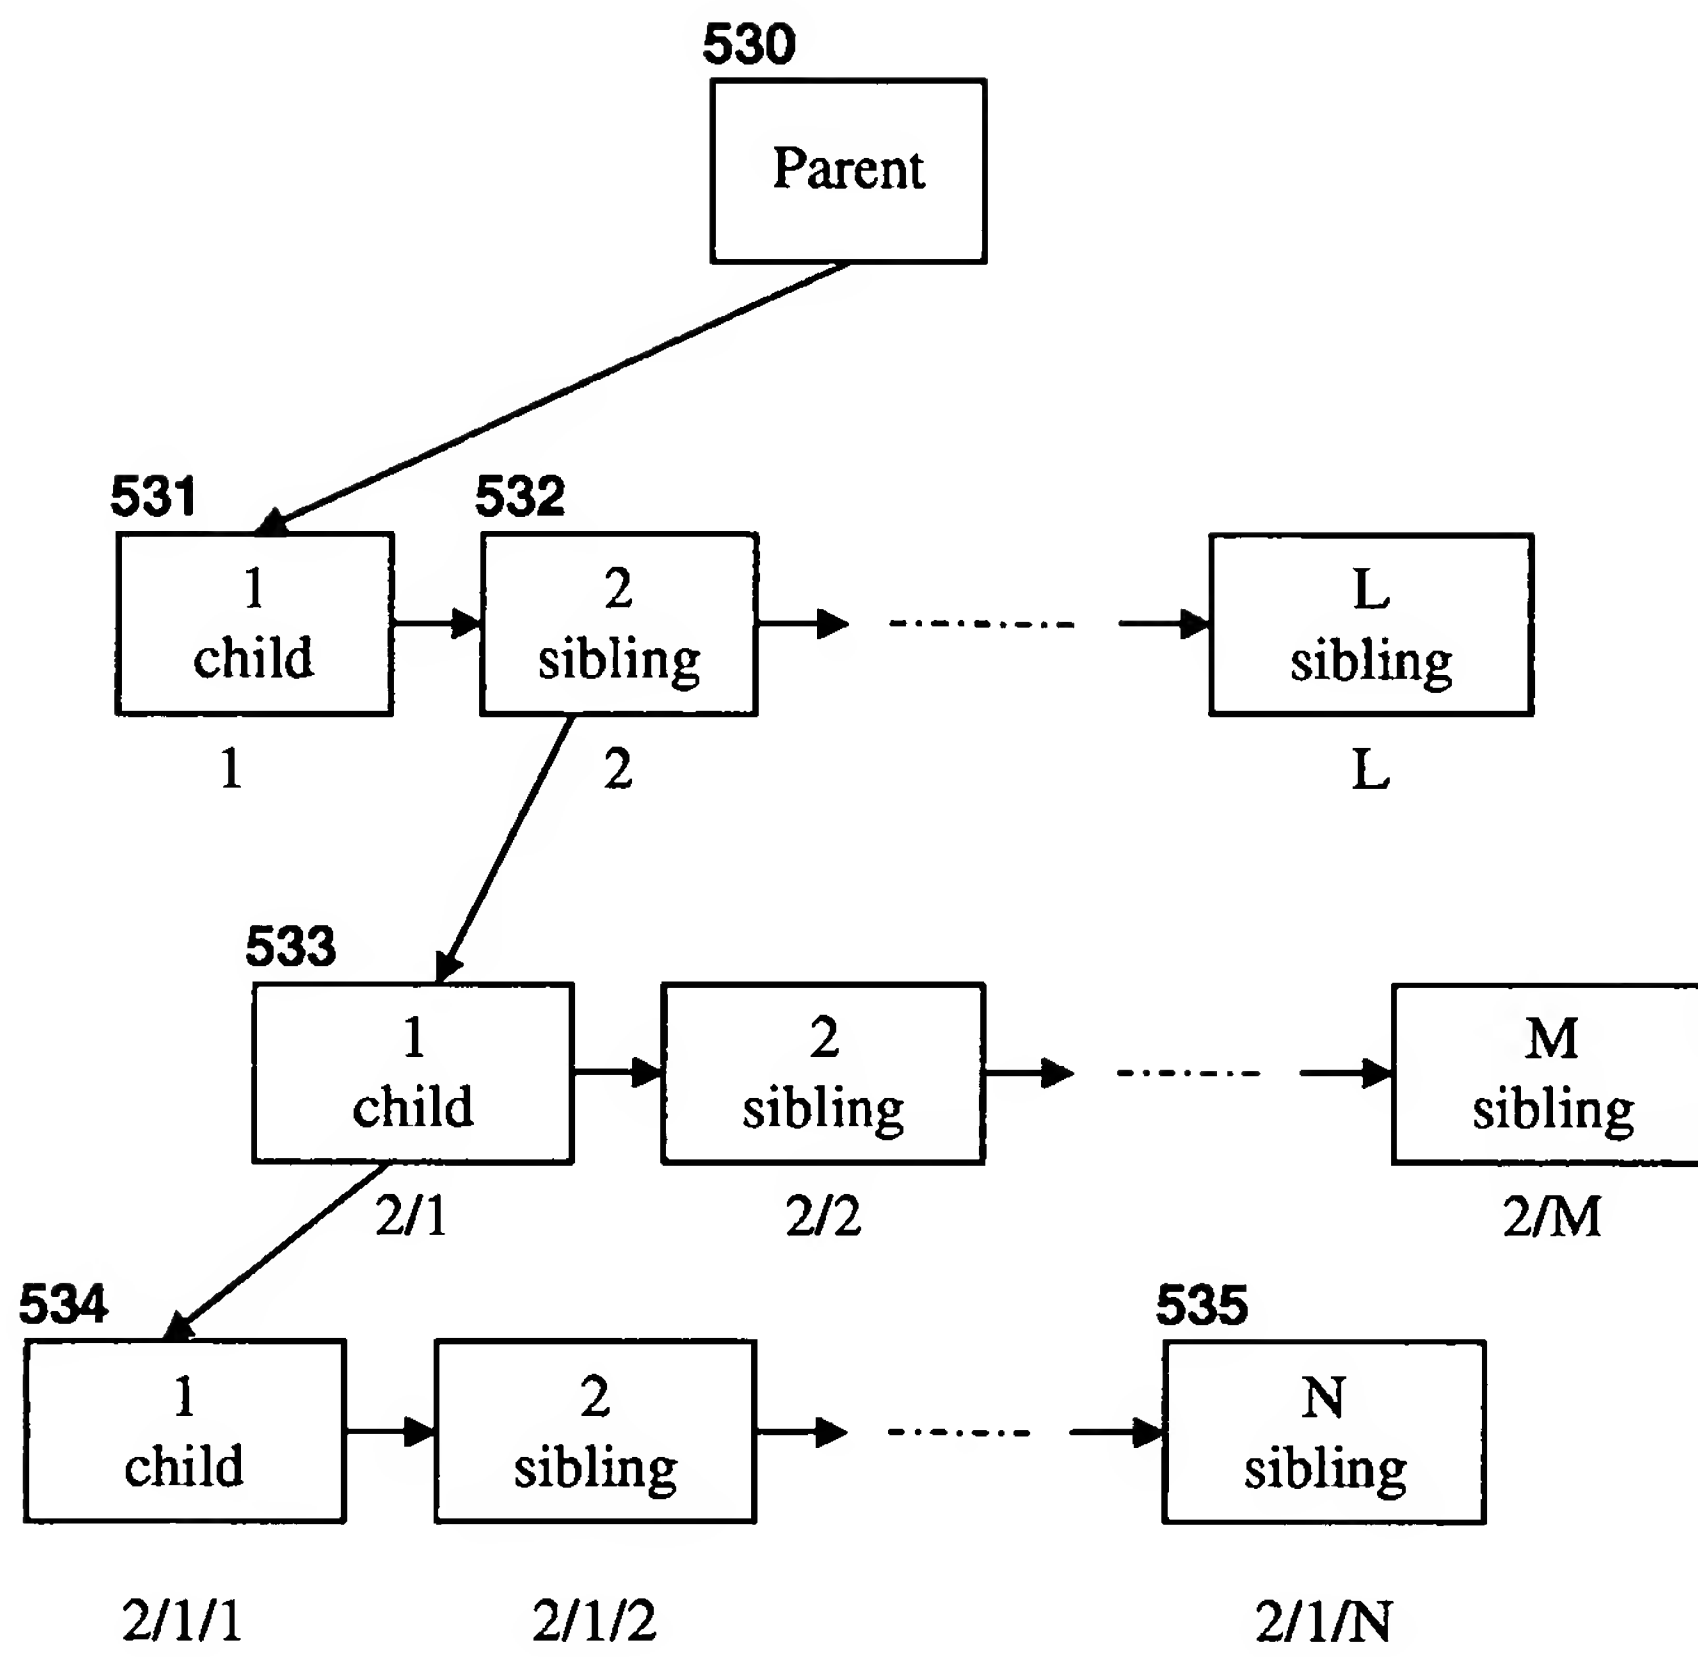 530
Parent
531
532
1
child
2
sibling
L
sibling
1
2
L
533
1
child
2
sibling
M
sibling
2/1
2/2
2/M
534
535
1
child
2
sibling
N
sibling
2/1/1
2/1/2
2/1/N